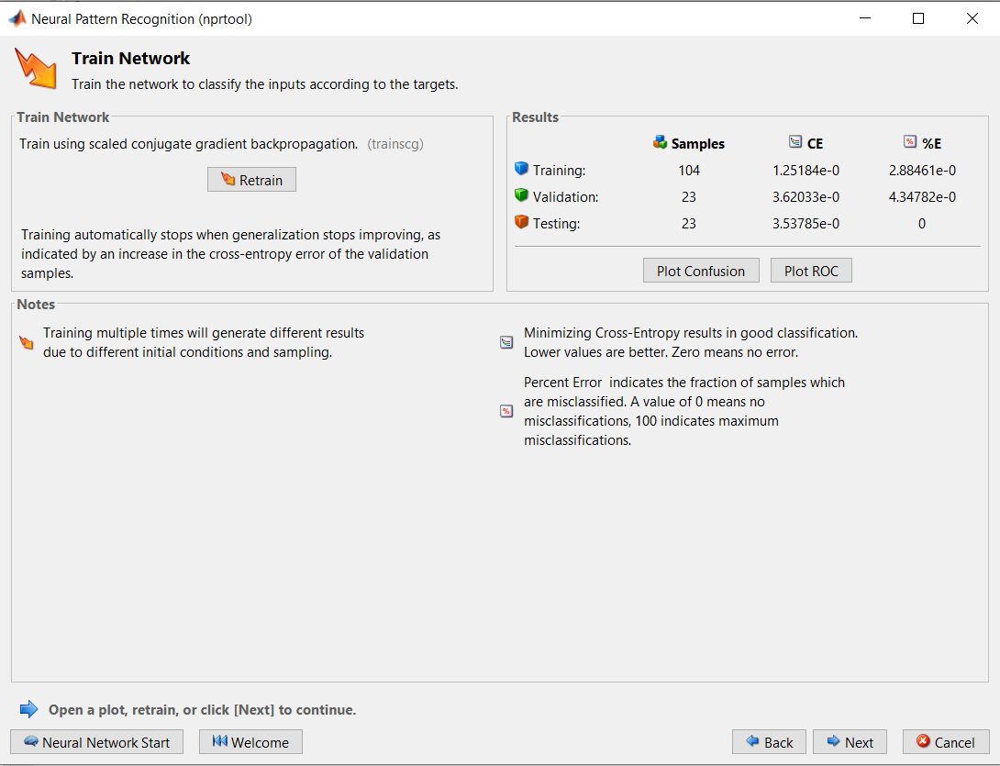 Neural Pattern Recognition (nprtool)
Train Network
Train the network to classify the inputs according to the targets.
Train Network
Train using scaled conjugate gradient backpropagation. (trainscg)
Retrain
Training automatically stops when generalization stops improving, as
indicated by an increase in the cross-entropy error of the validation
samples.
Results
Samples CE %E
Training: 104 1.25184e-0 2.88461e-0
Validation: 23 3.62033e-0 4.34782e-0
Testing: 23 3.53785e-0 0
Plot Confusion Plot ROC
Notes
Training multiple times will generate different results
due to different initial conditions and sampling.
Minimizing Cross-Entropy results in good classification.
Lower values are better. Zero means no error.
Percent Error indicates the fraction of samples which
are misclassified. A value of 0 means no
misclassifications, 100 indicates maximum
misclassifications.
Open a plot, retrain, or click [Next] to continue.
Neural Network Start Welcome Back Next Cancel